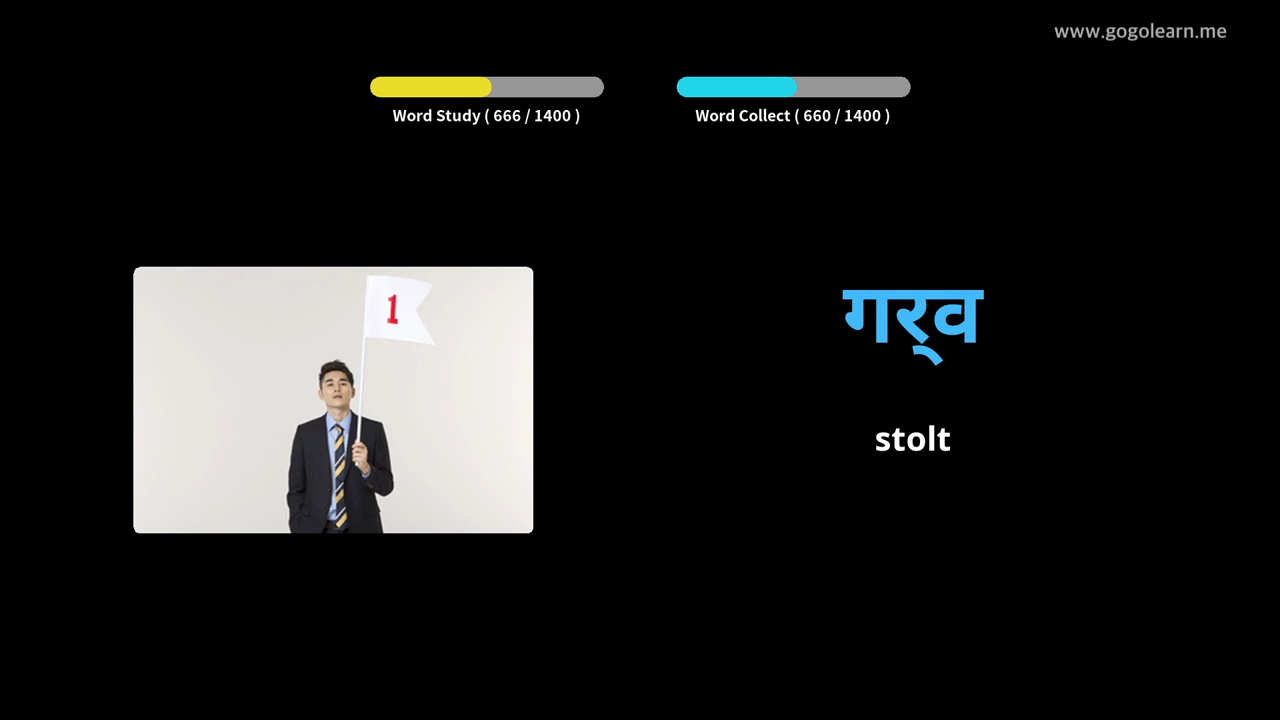 www.gogolearn.me
Word Study ( 666 / 1400 )
Word Collect ( 660 / 1400 )
1
गर्‌व
stolt